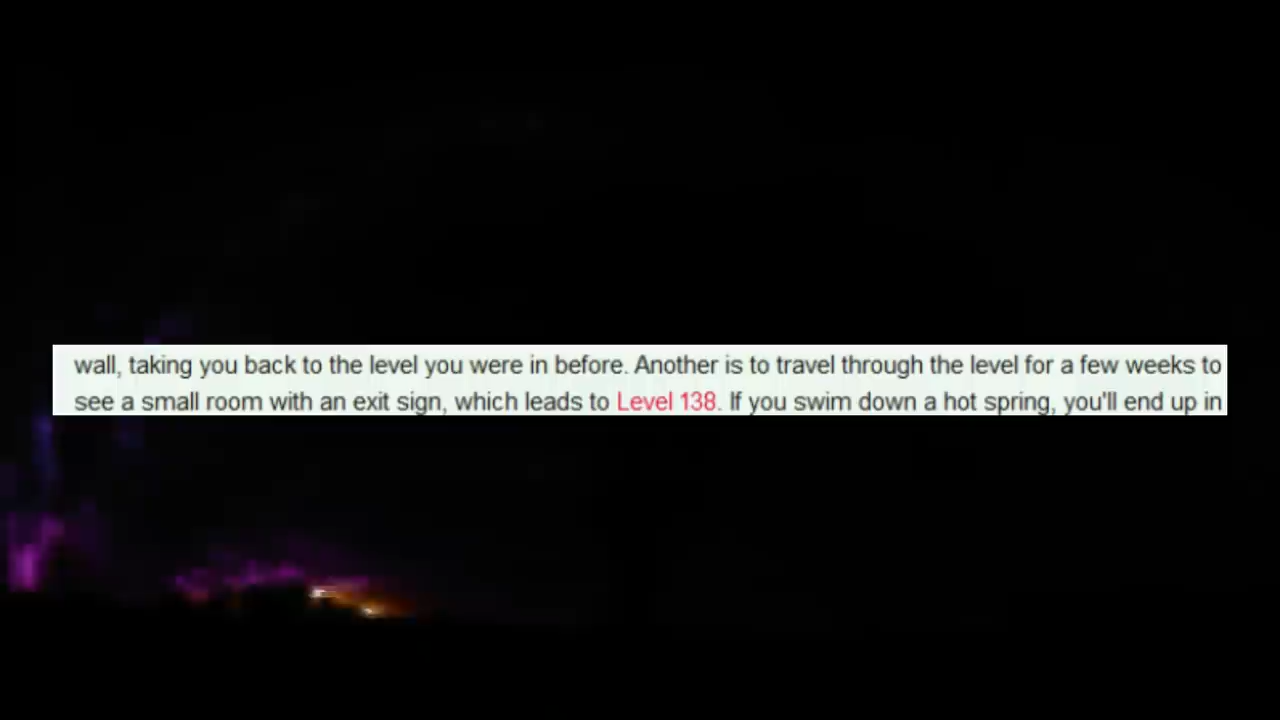 wall, taking you back to the level you were in before. Another is to travel through the level for a few weeks to
see a small room with an exit sign, which leads to Level 138. If you swim down a hot spring, you'll end up in